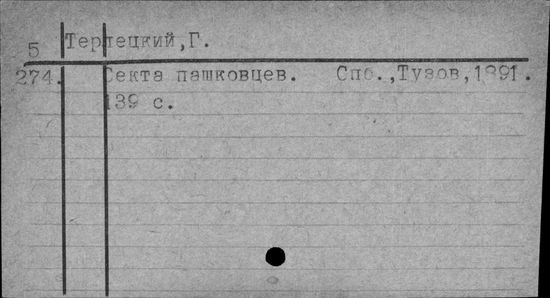 5 Терлецкий,Г.
274. Секта пашковцев. Спб.,Тузов,1891.
139 с.